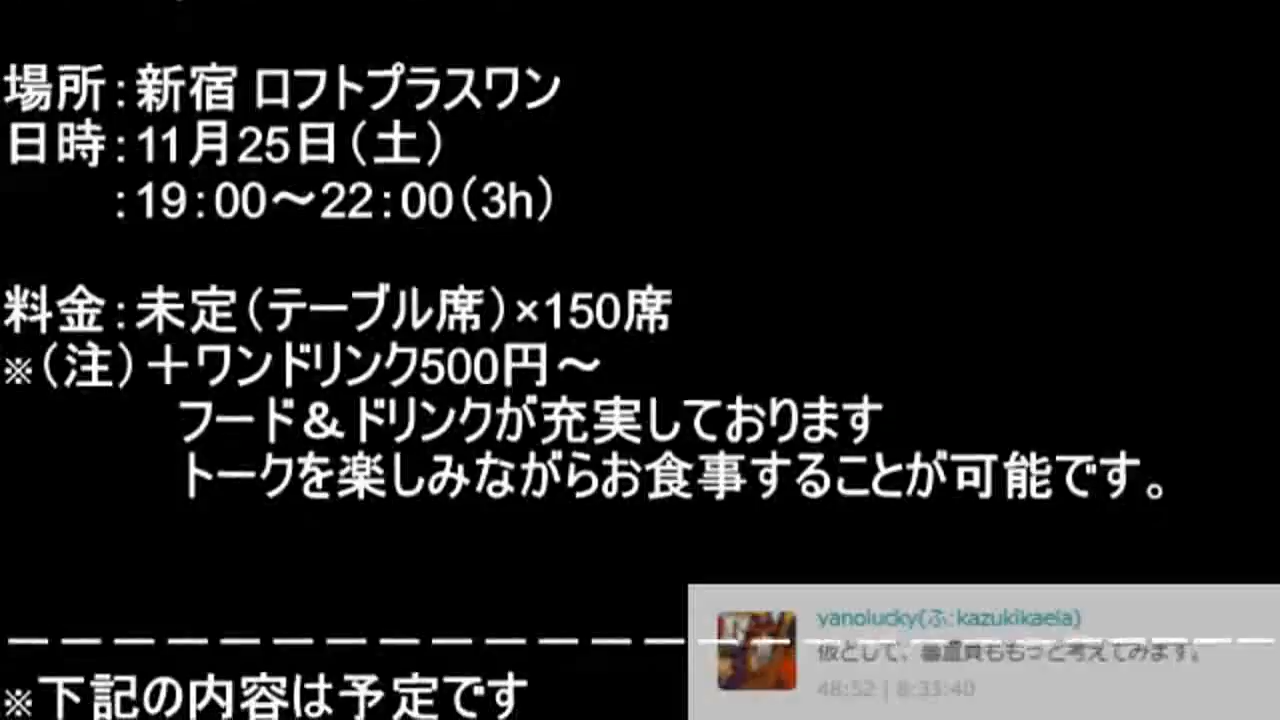 場所：新宿 ロフトプラスワン
日時：11月25日（土）
：19：00～22：00（3h）
料金：未定（テーブル席）×150席
※（注）＋ワンドリンク500円～
フード＆ドリンクが充実しております
トークを楽しみながらお食事することが可能です。
※下記の内容は予定です
yanolucky(ふ:kazukikaela)
として、ももっと考えてみます。
48:52 | 8:33:40